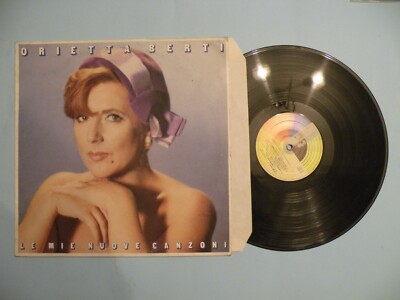 ORIETTA BERTI
LE MIE NUOVE CANZONI